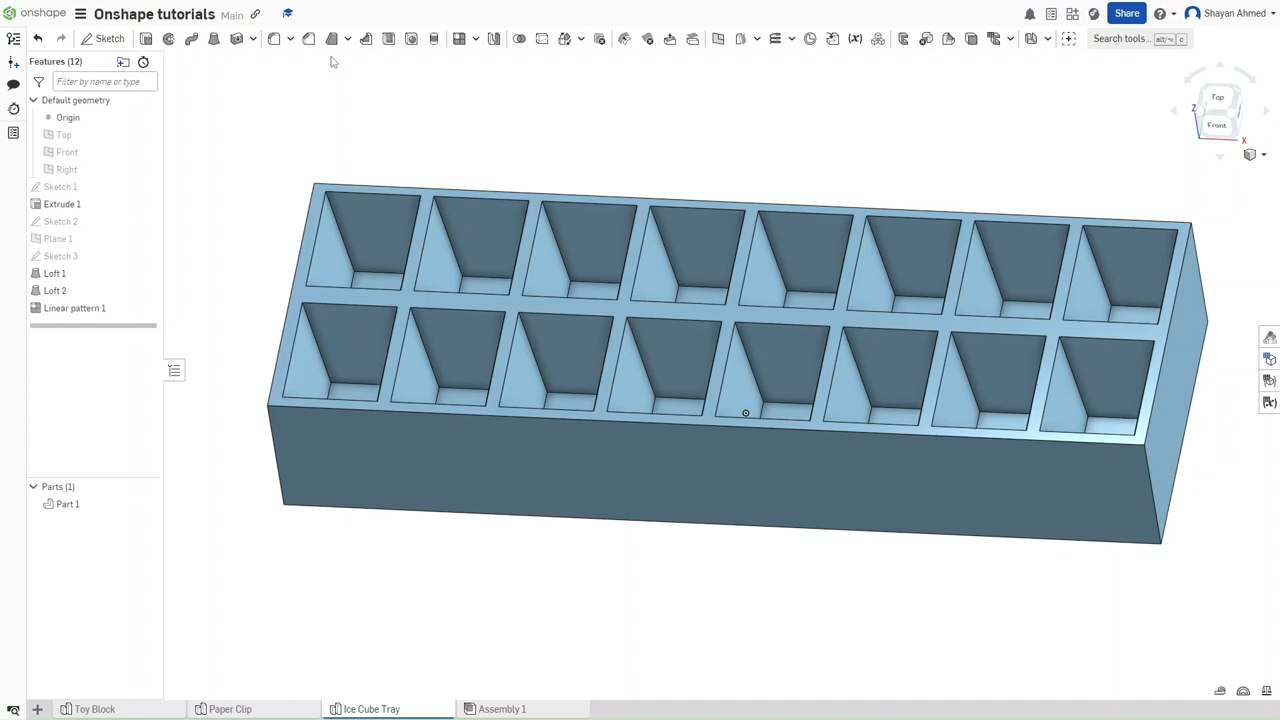 onshape Onshape tutorials Main Share Shayan Ahmed
Sketch Search tools... alt/⌥ c
Features (12)
Filter by name or type
Default geometry
Origin
Top
Front
Right
Sketch 1
Extrude 1
Sketch 2
Plane 1
Sketch 3
Loft 1
Loft 2
Linear pattern 1
Parts (1)
Part 1
Top
Z
Front
X
Toy Block Paper Clip Ice Cube Tray Assembly 1